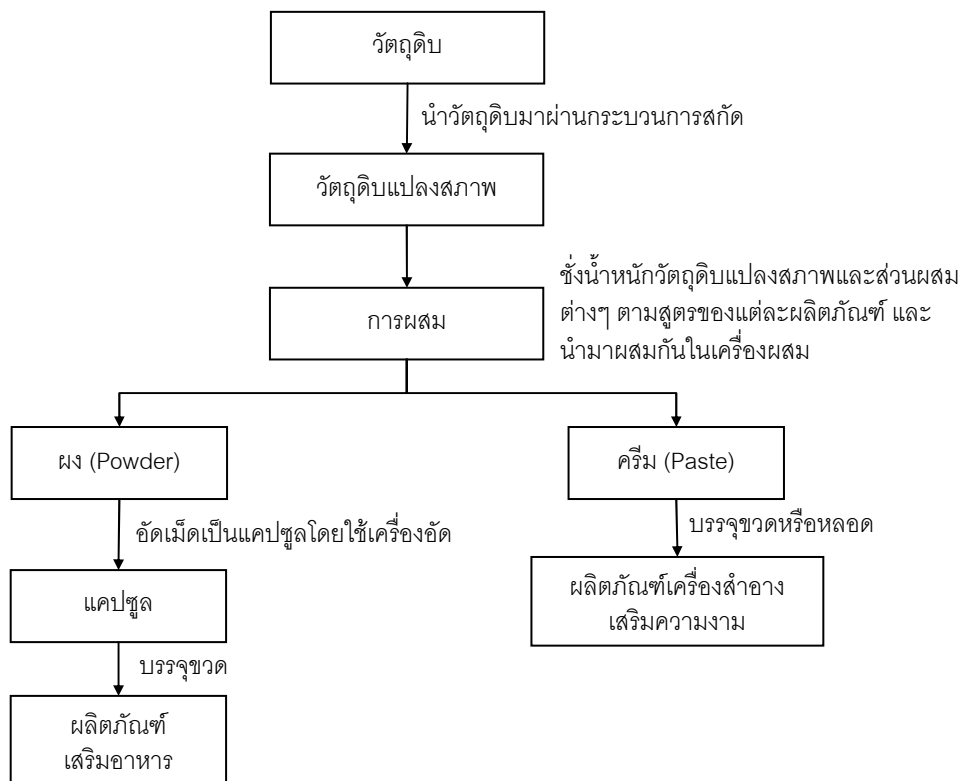 วัตถุดิบ
นำวัตถุดิบมาผ่านกระบวนการสกัด
วัตถุดิบแปลงสภาพ
ชั่งน้ำหนักวัตถุดิบแปลงสภาพและส่วนผสม
ต่างๆ ตามสูตรของแต่ละผลิตภัณฑ์ และ
นำมาผสมกันในเครื่องผสม
การผสม
ผง (Powder)
ครีม (Paste)
อัดเม็ดเป็นแคปซูลโดยใช้เครื่องอัด
บรรจุขวดหรือหลอด
แคปซูล
ผลิตภัณฑ์เครื่องสำอาง
เสริมความงาม
บรรจุขวด
ผลิตภัณฑ์
เสริมอาหาร